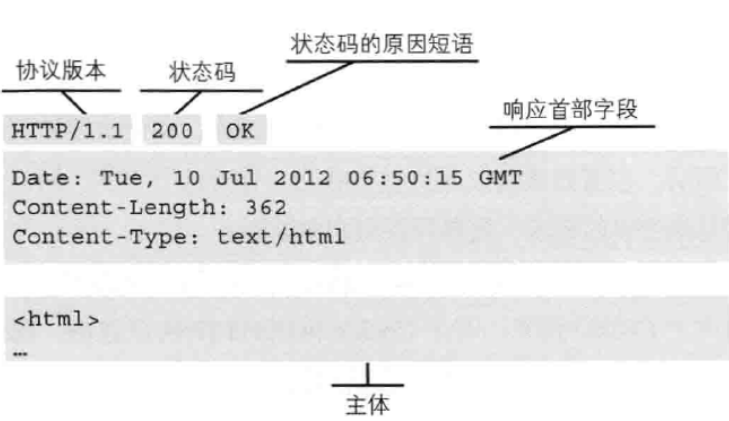 状态码的原因短语
协议版本 状态码
响应首部字段
HTTP/1.1 200 OK
Date: Tue, 10 Jul 2012 06:50:15 GMT
Content-Length: 362
Content-Type: text/html
<html>
…
主体